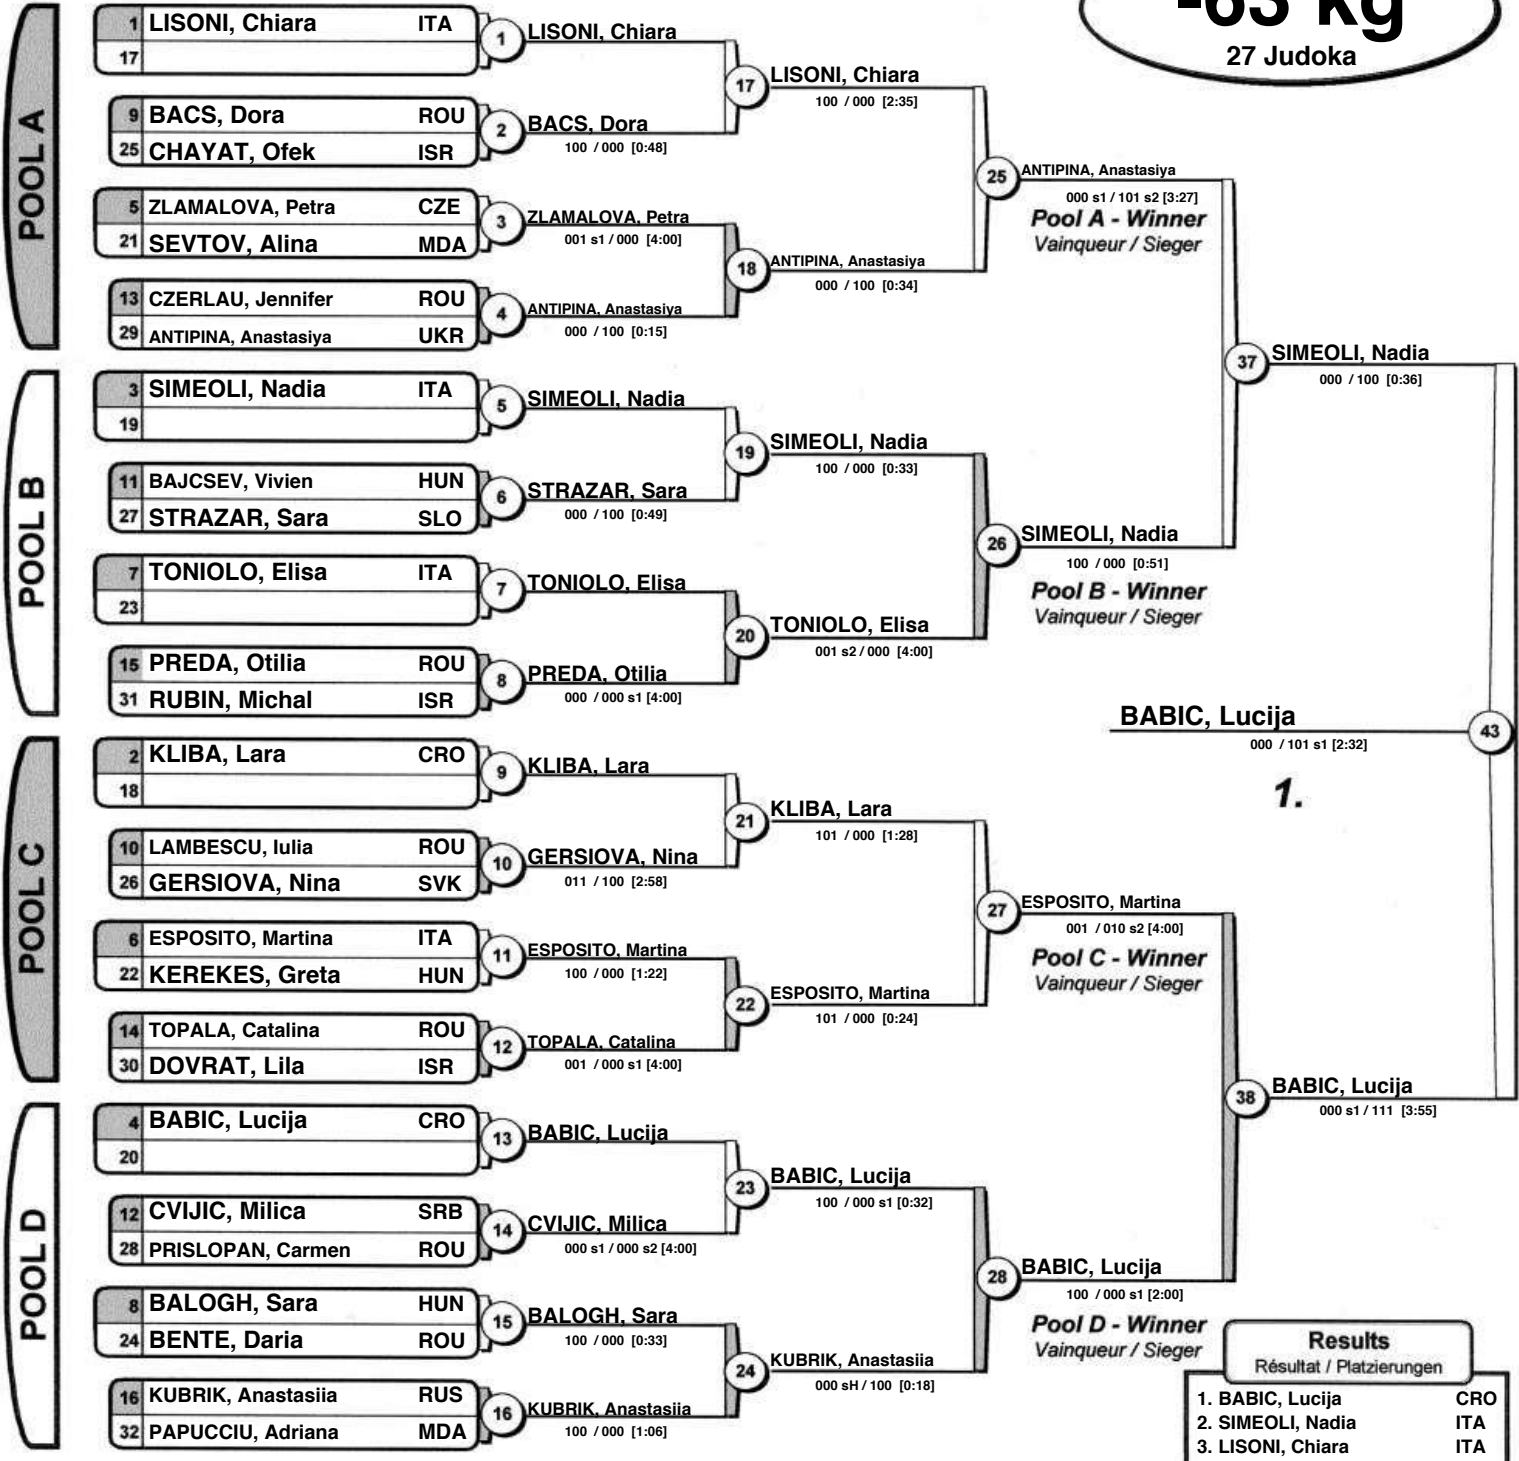 -63 kg
27 Judoka
POOL A
1 LISONI, Chiara ITA
17
9 BACS, Dora ROU
25 CHAYAT, Ofek ISR
5 ZLAMALOVA, Petra CZE
21 SEVTOV, Alina MDA
13 CZERLAU, Jennifer ROU
29 ANTIPINA, Anastasiya UKR
POOL B
3 SIMEOLI, Nadia ITA
19
11 BAJCSEV, Vivien HUN
27 STRAZAR, Sara SLO
7 TONIOLO, Elisa ITA
23
15 PREDA, Otilia ROU
31 RUBIN, Michal ISR
POOL C
2 KLIBA, Lara CRO
18
10 LAMBESCU, Iulia ROU
26 GERSIOVA, Nina SVK
6 ESPOSITO, Martina ITA
22 KEREKES, Greta HUN
14 TOPALA, Catalina ROU
30 DOVRAT, Lila ISR
POOL D
4 BABIC, Lucija CRO
20
12 CVIJIC, Milica SRB
28 PRISLOPAN, Carmen ROU
8 BALOGH, Sara HUN
24 BENTE, Daria ROU
16 KUBRIK, Anastasiia RUS
32 PAPUCCIU, Adriana MDA
1 LISONI, Chiara
2 BACS, Dora
100 / 000 [0:48]
3 ZLAMALOVA, Petra
001 s1 / 000 [4:00]
4 ANTIPINA, Anastasiya
000 / 100 [0:15]
5 SIMEOLI, Nadia
6 STRAZAR, Sara
000 / 100 [0:49]
7 TONIOLO, Elisa
8 PREDA, Otilia
000 / 000 s1 [4:00]
9 KLIBA, Lara
10 GERSIOVA, Nina
011 / 100 [2:58]
11 ESPOSITO, Martina
100 / 000 [1:22]
12 TOPALA, Catalina
001 / 000 s1 [4:00]
13 BABIC, Lucija
14 CVIJIC, Milica
000 s1 / 000 s2 [4:00]
15 BALOGH, Sara
100 / 000 [0:33]
16 KUBRIK, Anastasiia
100 / 000 [1:06]
17 LISONI, Chiara
100 / 000 [2:35]
18 ANTIPINA, Anastasiya
000 / 100 [0:34]
19 SIMEOLI, Nadia
100 / 000 [0:33]
20 TONIOLO, Elisa
001 s2 / 000 [4:00]
21 KLIBA, Lara
101 / 000 [1:28]
22 ESPOSITO, Martina
101 / 000 [0:24]
23 BABIC, Lucija
100 / 000 s1 [0:32]
24 KUBRIK, Anastasiia
000 sH / 100 [0:18]
25 ANTIPINA, Anastasiya
000 s1 / 101 s2 [3:27]
Pool A - Winner
Vainqueur / Sieger
26 SIMEOLI, Nadia
100 / 000 [0:51]
Pool B - Winner
Vainqueur / Sieger
27 ESPOSITO, Martina
001 / 010 s2 [4:00]
Pool C - Winner
Vainqueur / Sieger
28 BABIC, Lucija
100 / 000 s1 [2:00]
Pool D - Winner
Vainqueur / Sieger
37 SIMEOLI, Nadia
000 / 100 [0:36]
38 BABIC, Lucija
000 s1 / 111 [3:55]
BABIC, Lucija 43
000 / 101 s1 [2:32]
1.
Results
Résultat / Platzierungen
1. BABIC, Lucija CRO
2. SIMEOLI, Nadia ITA
3. LISONI, Chiara ITA